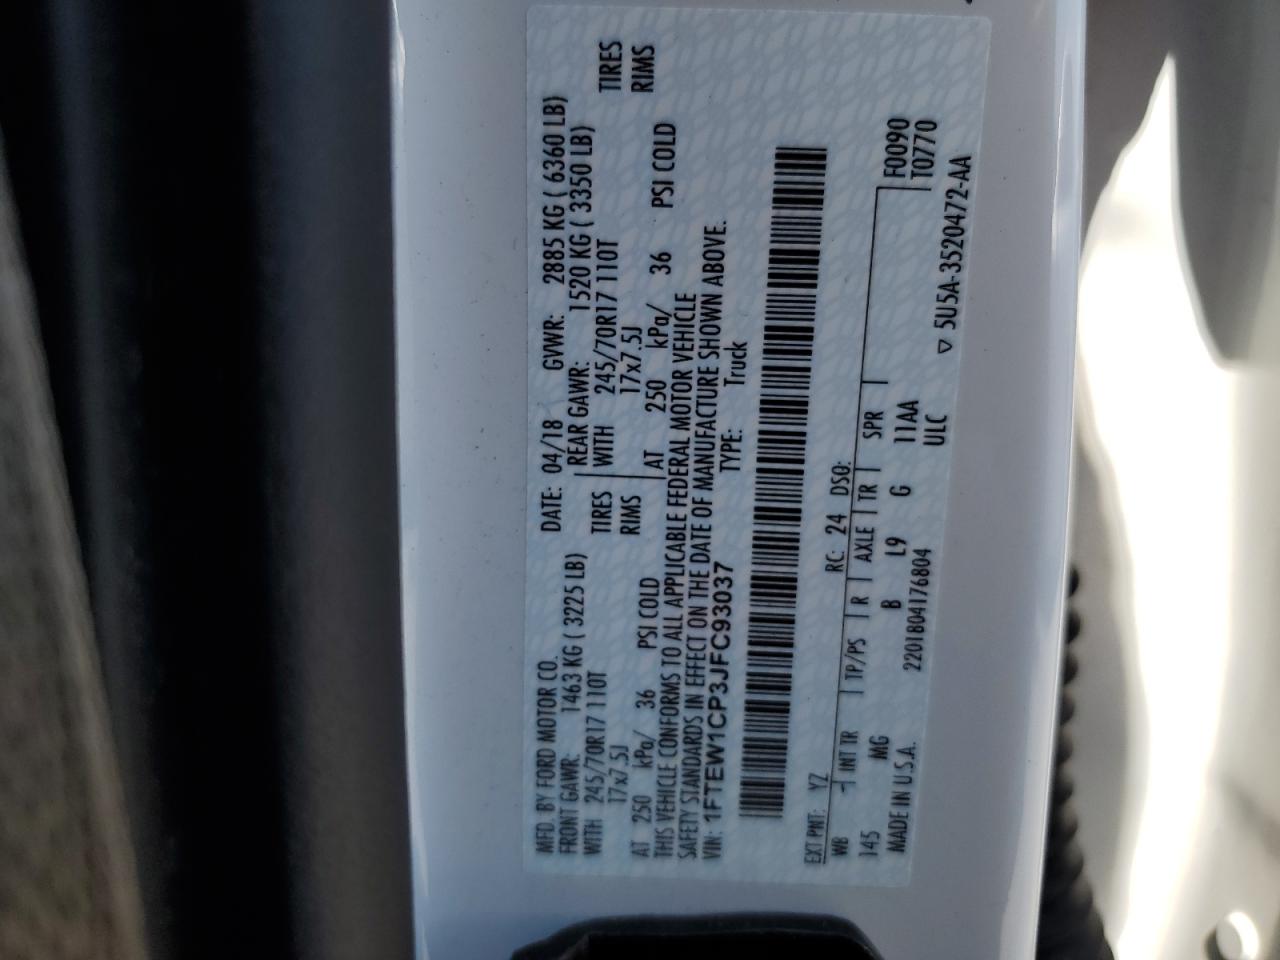 MFD. BY FORD MOTOR CO. DATE: 04/18 GVWR: 2885 KG ( 6360 LB)
FRONT GAWR: 1463 KG ( 3225 LB) REAR GAWR: 1520 KG ( 3350 LB)
WITH 245/70R17 110T TIRES WITH 245/70R17 110T TIRES
17x7.5J RIMS 17x7.5J RIMS
AT 250 kPa/ 36 PSI COLD AT 250 kPa/ 36 PSI COLD
THIS VEHICLE CONFORMS TO ALL APPLICABLE FEDERAL MOTOR VEHICLE
SAFETY STANDARDS IN EFFECT ON THE DATE OF MANUFACTURE SHOWN ABOVE.
VIN: 1FTEW1CP3JFC93037 TYPE: Truck
EXT PNT: YZ RC: 24 DSO:
WB INT TR TP/PS R AXLE TR SPR F0090
145 MG B L9 G 11AA T0770
MADE IN U.S.A. 2201804176804 ULC
▽ 5U5A-3520472-AA